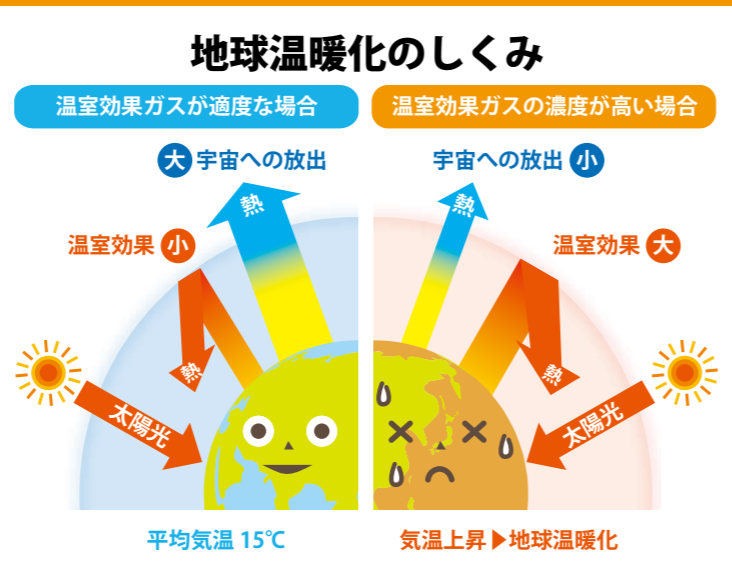 地球温暖化のしくみ
温室効果ガスが適度な場合
温室効果ガスの濃度が高い場合
大 宇宙への放出
宇宙への放出 小
熱
熱
温室効果 小
温室効果 大
熱
熱
太陽光
太陽光
平均気温 15℃
気温上昇▶地球温暖化